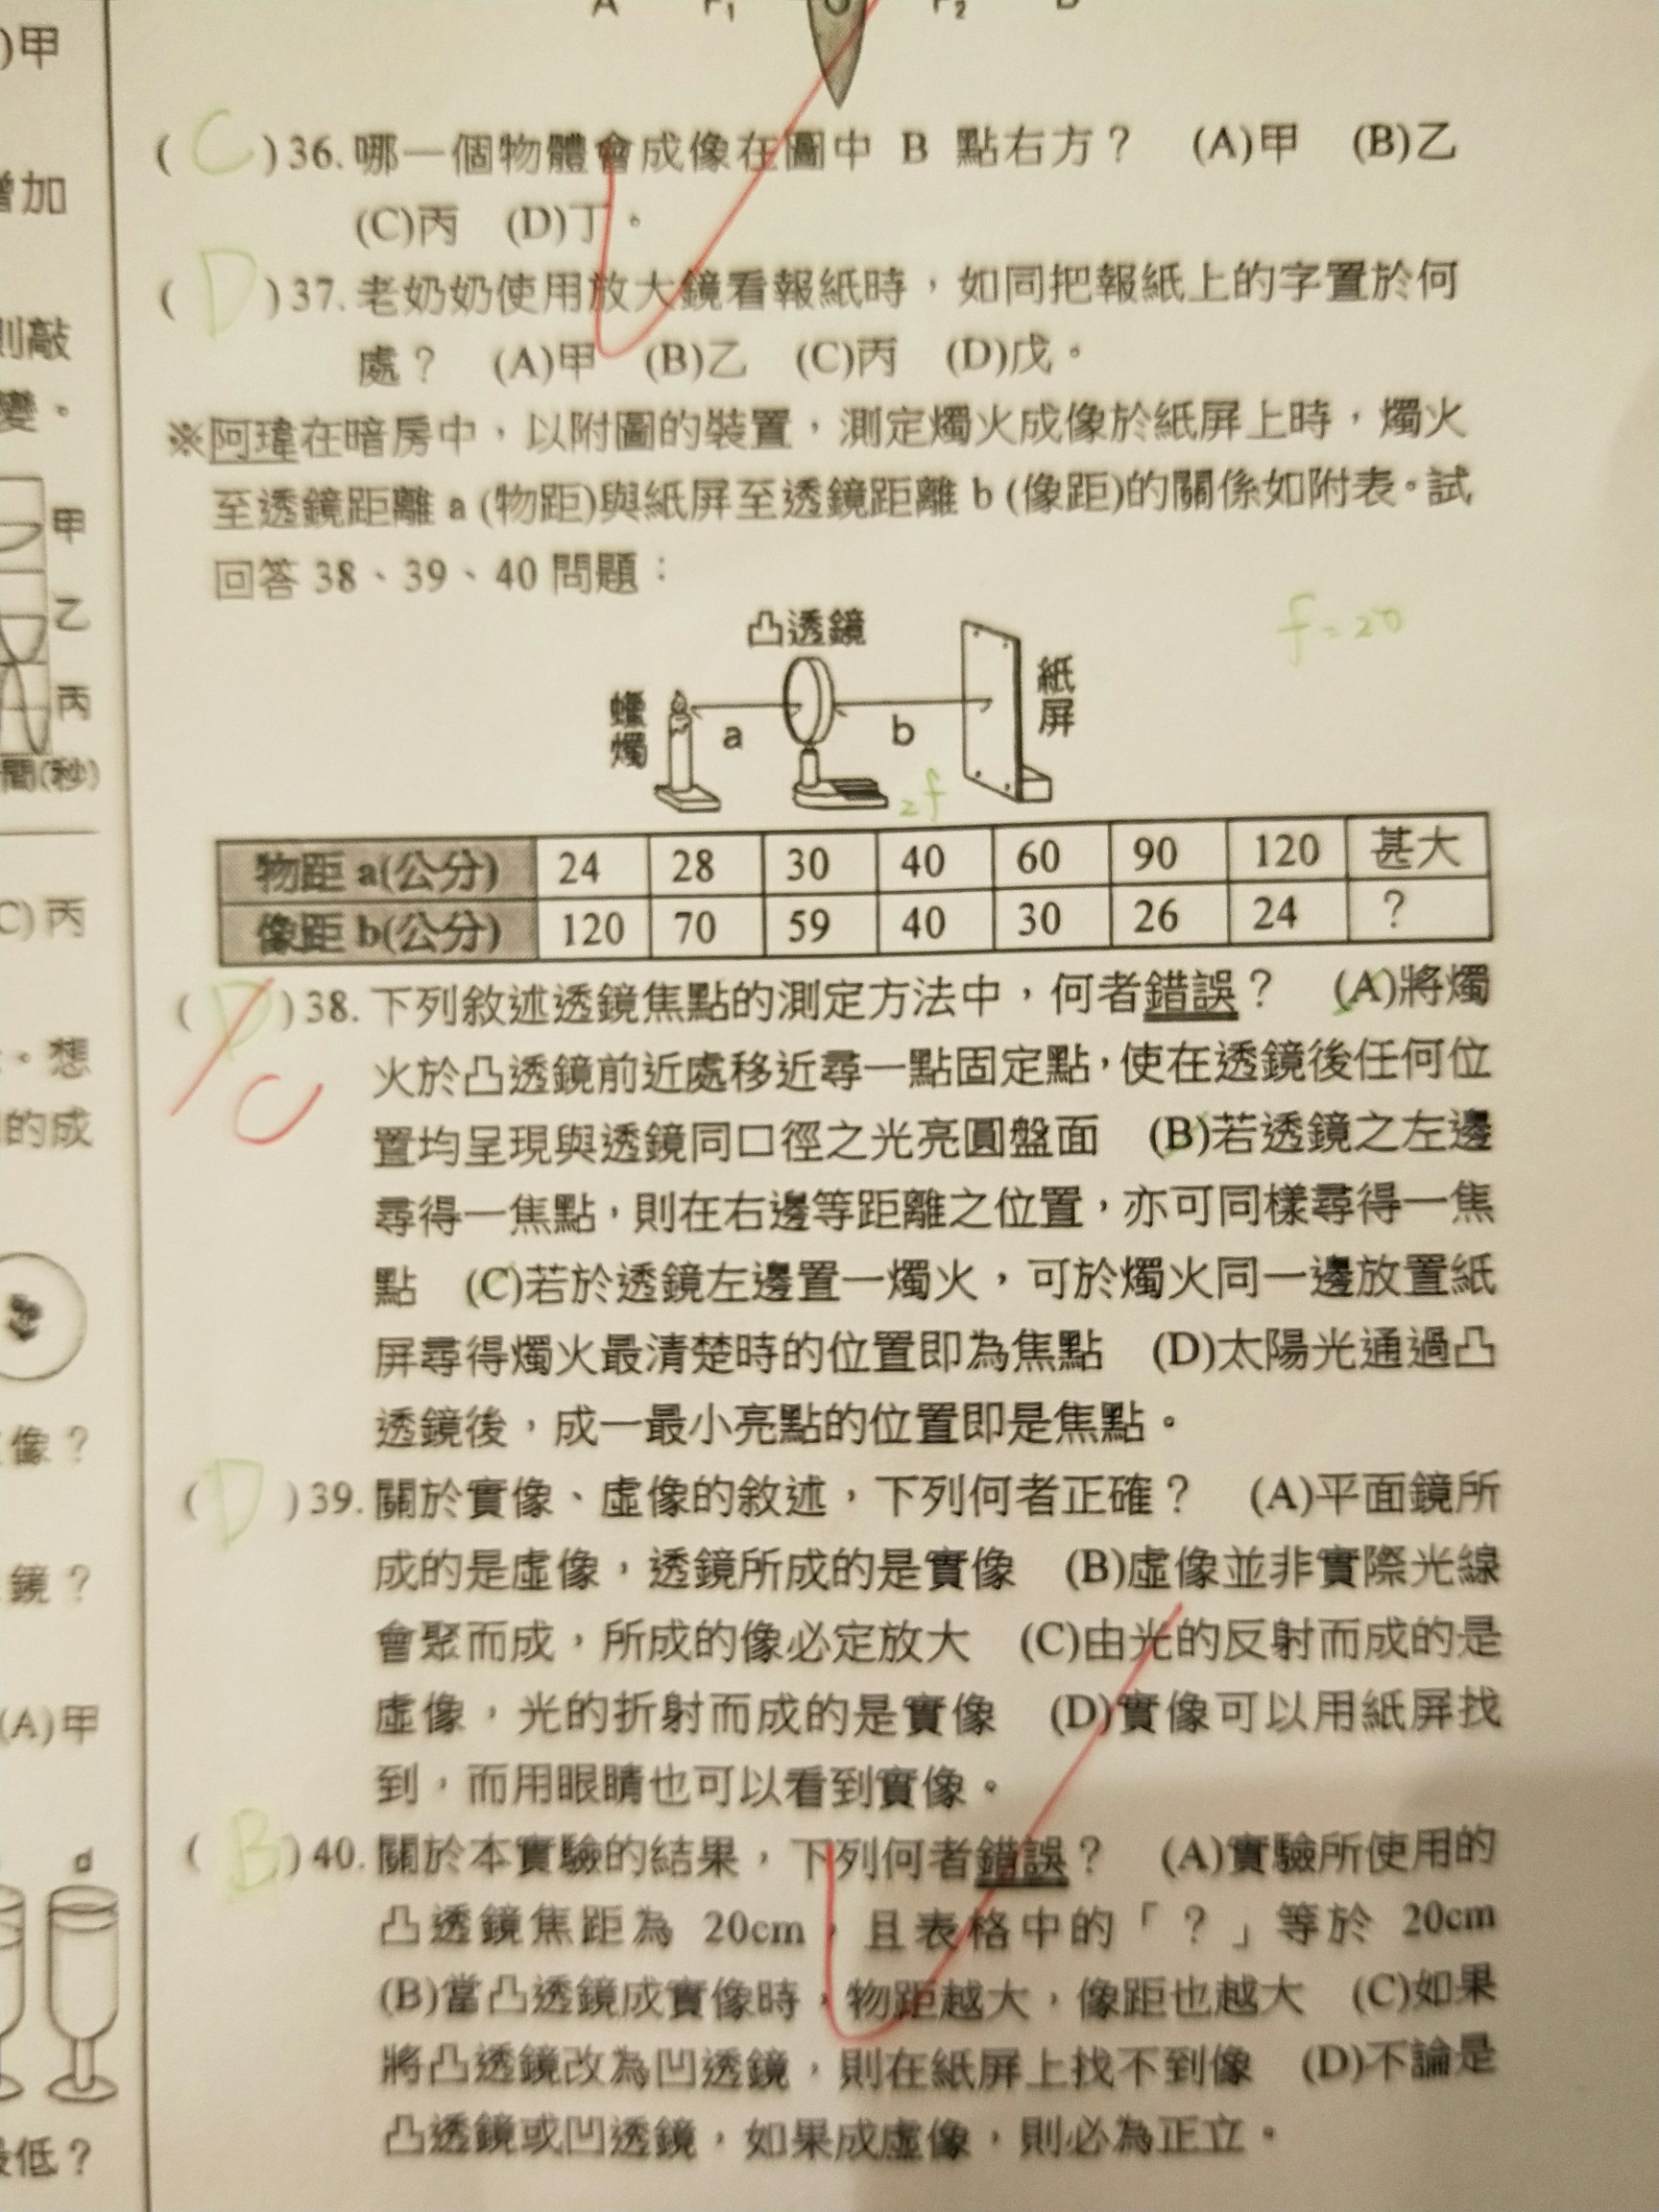 A F₁ O F₂ B
(C)36. 哪一個物體會成像在圖中 B 點右方？ (A)甲 (B)乙
(C)丙 (D)丁。
(D)37. 老奶奶使用放大鏡看報紙時，如同把報紙上的字置於何
處？ (A)甲 (B)乙 (C)丙 (D)戊。
※阿瑋在暗房中，以附圖的裝置，測定燭火成像於紙屏上時，燭火
至透鏡距離 a (物距)與紙屏至透鏡距離 b (像距)的關係如附表。試
回答 38、39、40 問題：
f=20
凸透鏡
蠟燭
a
b
紙屏
2f
物距 a(公分) 24 28 30 40 60 90 120 甚大
像距 b(公分) 120 70 59 40 30 26 24 ?
(D)38. 下列敘述透鏡焦點的測定方法中，何者錯誤？ (A)將燭
C
火於凸透鏡前近處移近尋一點固定點，使在透鏡後任何位
置均呈現與透鏡同口徑之光亮圓盤面 (B)若透鏡之左邊
尋得一焦點，則在右邊等距離之位置，亦可同樣尋得一焦
點 (C)若於透鏡左邊置一燭火，可於燭火同一邊放置紙
屏尋得燭火最清楚時的位置即為焦點 (D)太陽光通過凸
透鏡後，成一最小亮點的位置即是焦點。
(D)39. 關於實像、虛像的敘述，下列何者正確？ (A)平面鏡所
成的是虛像，透鏡所成的是實像 (B)虛像並非實際光線
會聚而成，所成的像必定放大 (C)由光的反射而成的是
虛像，光的折射而成的是實像 (D)實像可以用紙屏找
到，而用眼睛也可以看到實像。
(B)40. 關於本實驗的結果，下列何者錯誤？ (A)實驗所使用的
凸透鏡焦距為 20cm，且表格中的「？」等於 20cm
(B)當凸透鏡成實像時，物距越大，像距也越大 (C)如果
將凸透鏡改為凹透鏡，則在紙屏上找不到像 (D)不論是
凸透鏡或凹透鏡，如果成虛像，則必為正立。
)甲
增加
則敲
變。
甲
乙
丙
間(秒)
C)丙
。想
的成
像？
鏡？
(A)甲
d
最低？